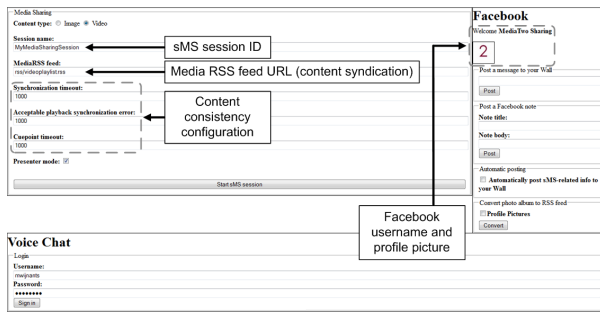 Media Sharing
Content type: Image Video
Session name:
MyMediaSharingSession
sMS session ID
MediaRSS feed:
rss/videoplaylist.rss
Media RSS feed URL (content syndication)
Synchronization timeout:
1000
Acceptable playback synchronization error:
1000
Cuepoint timeout:
1000
Content
consistency
configuration
Presenter mode:
Start sMS session
Facebook
Welcome MediaTwo Sharing
2
Post a message to your Wall
Post
Post a Facebook note
Note title:
Note body:
Post
Automatic posting
Automatically post sMS-related info to
your Wall
Convert photo album to RSS feed
Profile Pictures
Convert
Facebook
username and
profile picture
Voice Chat
Login
Username:
mwijnants
Password:
••••••••
Sign in